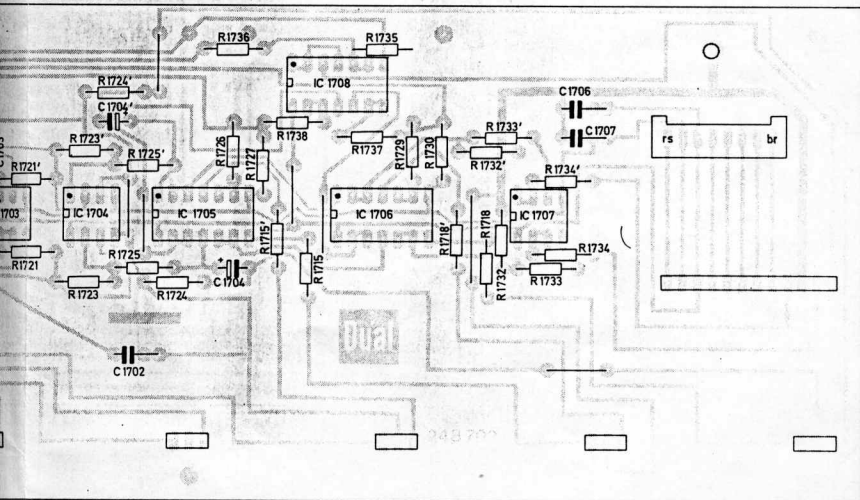 R1736
R1735
IC 1708
R1724'
C1704'
C1706
R1738
R1723'
R1726
R1737
R1733'
C1707
rs
br
R1725'
R1727
R1729
R1730
R1732'
R1721'
R1734'
1703
IC 1704
IC 1705
IC 1706
IC 1707
R1715'
R1718'
R1718
R1721
R1725
C1704
R1715
R1732
R1734
R1733
R1723
R1724
Dual
C1702